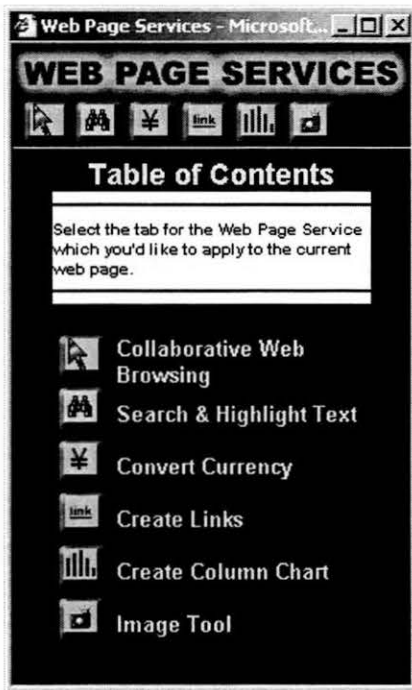 Web Page Services - Microsoft...
WEB PAGE SERVICES
¥
link
Table of Contents
Select the tab for the Web Page Service
which you'd like to apply to the current
web page.
Collaborative Web
Browsing
Search & Highlight Text
¥
Convert Currency
link
Create Links
Create Column Chart
Image Tool